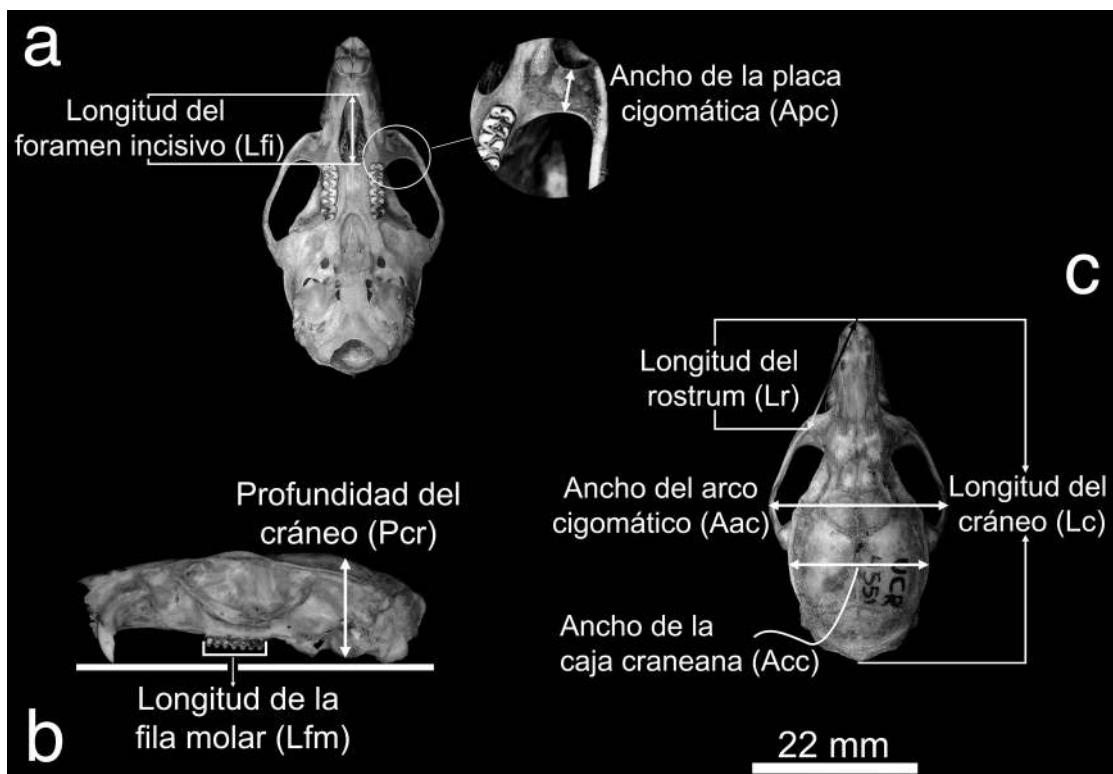 a
Longitud del
foramen incisivo (Lfi)
Ancho de la placa
cigomática (Apc)
c
Longitud del
rostrum (Lr)
Ancho del arco
cigomático (Aac)
Longitud del
cráneo (Lc)
Ancho de la
caja craneana (Acc)
UCR
4551
Profundidad del
cráneo (Pcr)
Longitud de la
fila molar (Lfm)
b
22 mm